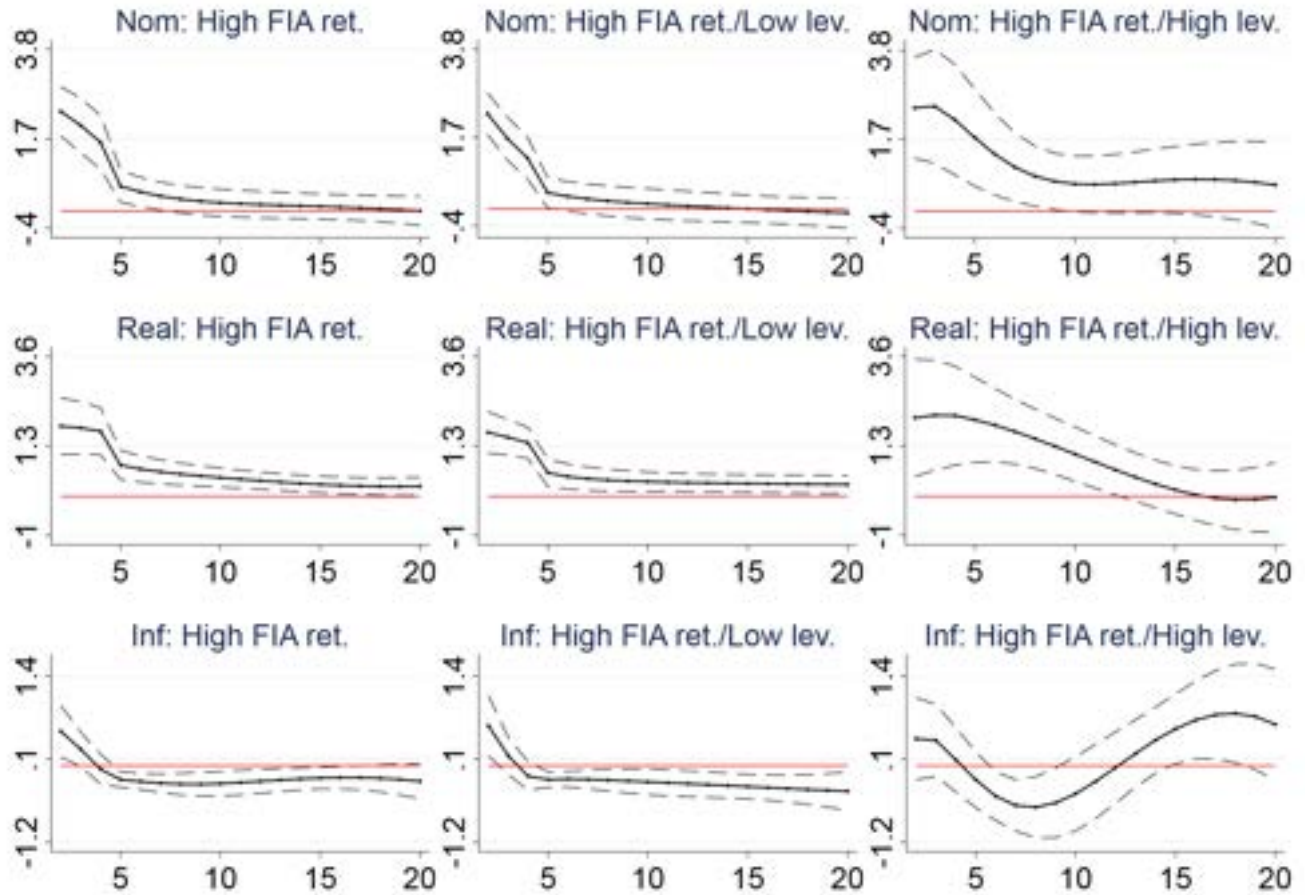 Nom: High FIA ret.
3.8
1.7
-.4
5 10 15 20
Nom: High FIA ret./Low lev.
3.8
1.7
-.4
5 10 15 20
Nom: High FIA ret./High lev.
3.8
1.7
-.4
5 10 15 20
Real: High FIA ret.
3.6
1.3
-1
5 10 15 20
Real: High FIA ret./Low lev.
3.6
1.3
-1
5 10 15 20
Real: High FIA ret./High lev.
3.6
1.3
-1
5 10 15 20
Inf: High FIA ret.
1.4
.1
-1.2
5 10 15 20
Inf: High FIA ret./Low lev.
1.4
.1
-1.2
5 10 15 20
Inf: High FIA ret./High lev.
1.4
.1
-1.2
5 10 15 20